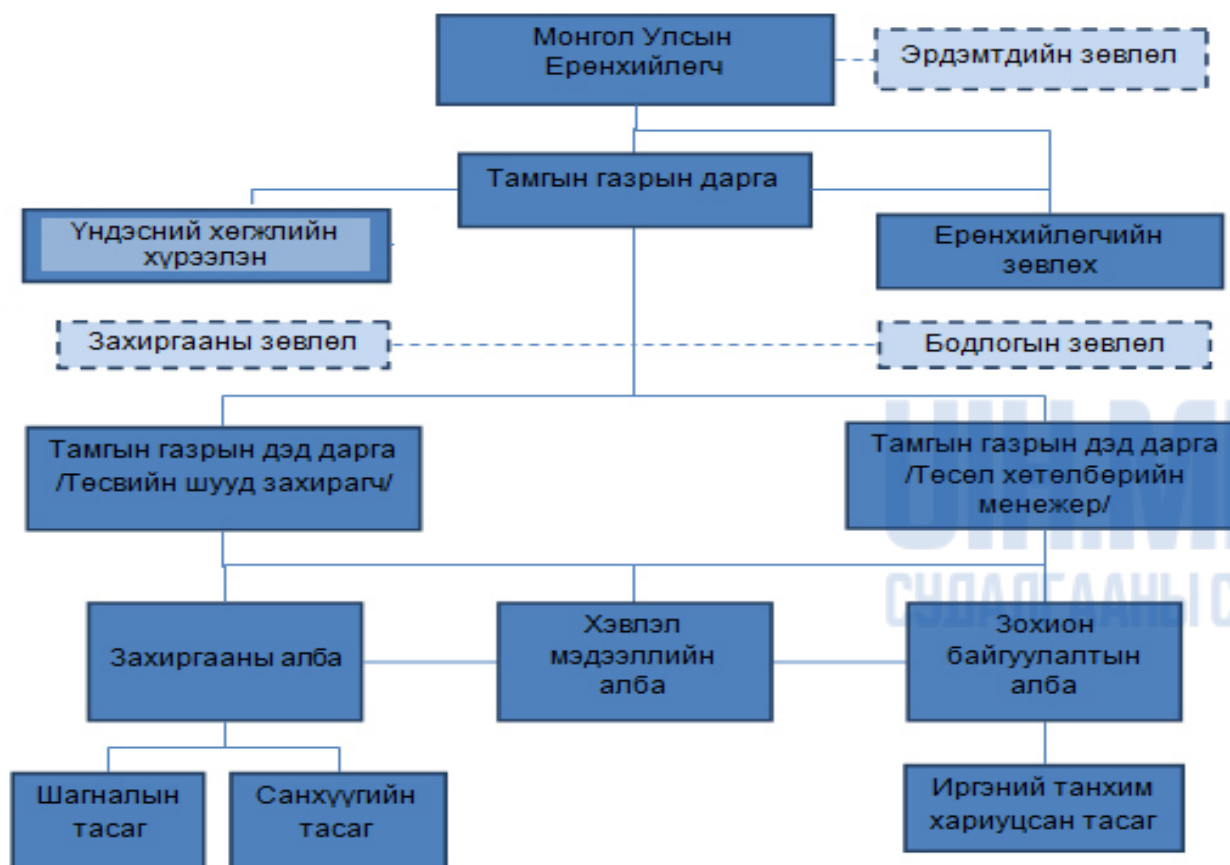 Монгол Улсын
Ерөнхийлөгч
Эрдэмтдийн зөвлөл
Тамгын газрын дарга
Үндэсний хөгжлийн
хүрээлэн
Ерөнхийлөгчийн
зөвлөх
Захиргааны зөвлөл
Бодлогын зөвлөл
Тамгын газрын дэд дарга
/Төсвийн шууд захирагч/
Тамгын газрын дэд дарга
/Төсөл хөтөлбөрийн
менежер/
Захиргааны алба
Хэвлэл
мэдээллийн
алба
Зохион
байгуулалтын
алба
Шагналын
тасаг
Санхүүгийн
тасаг
Иргэний танхим
хариуцсан тасаг
СУДАЛГААНЫ